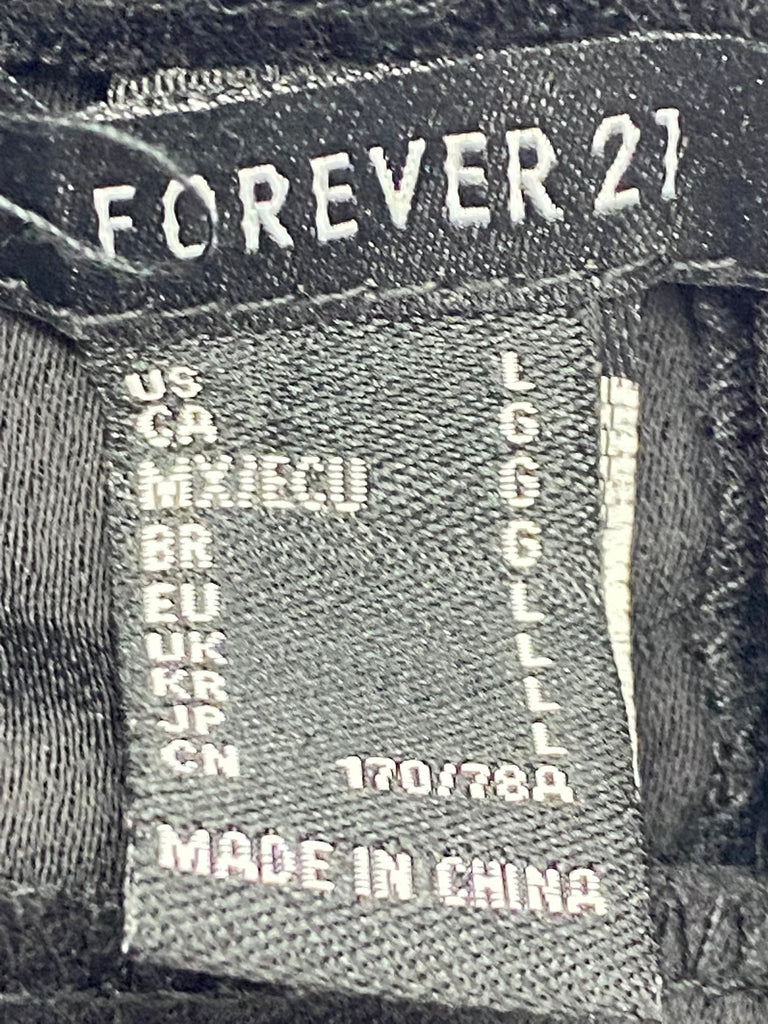 FOREVER 21
US L
CA G
MX/ECU G
BR G
EU L
UK L
KR L
JP L
CN 170/78A
MADE IN CHINA